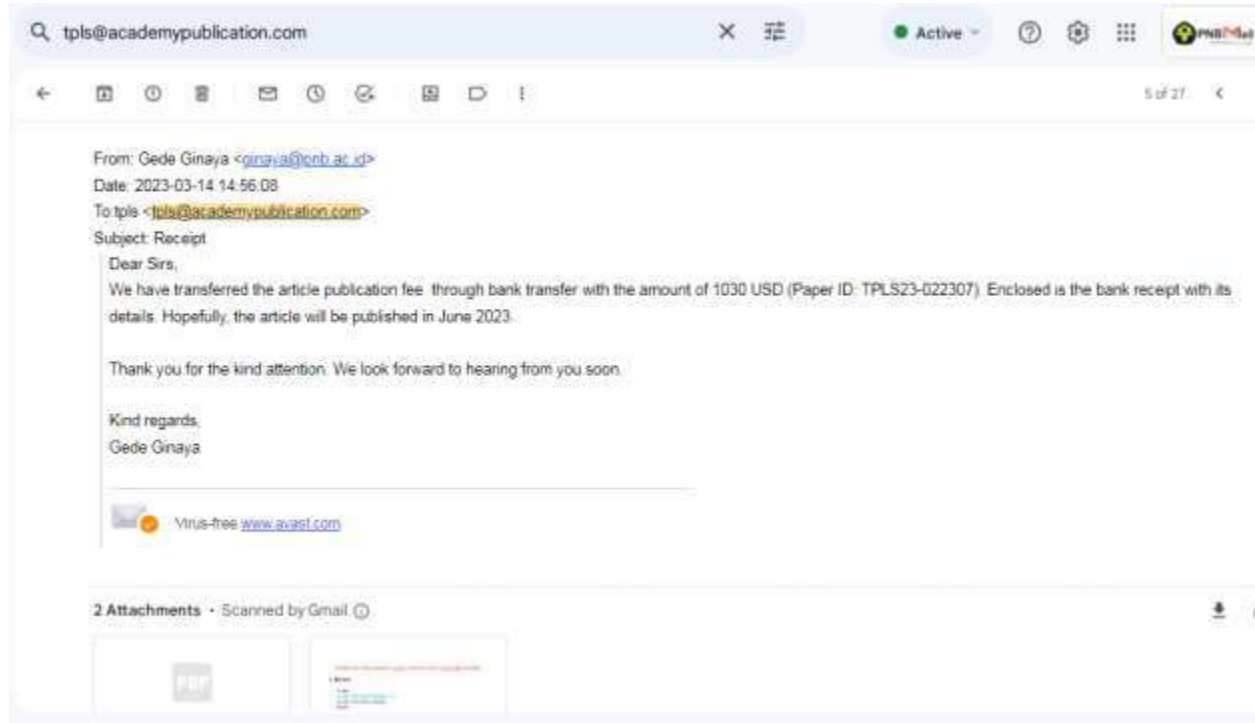 tpls@academypublication.com
Active
5 of 27
From: Gede Ginaya <ginaya@pnb.ac.id>
Date: 2023-03-14 14:56:08
To:tpls <tpls@academypublication.com>
Subject: Receipt
Dear Sirs,
We have transferred the article publication fee through bank transfer with the amount of 1030 USD (Paper ID: TPLS23-022307). Enclosed is the bank receipt with its
details. Hopefully, the article will be published in June 2023.
Thank you for the kind attention. We look forward to hearing from you soon.
Kind regards,
Gede Ginaya
Virus-free www.avast.com
2 Attachments • Scanned by Gmail
PDF